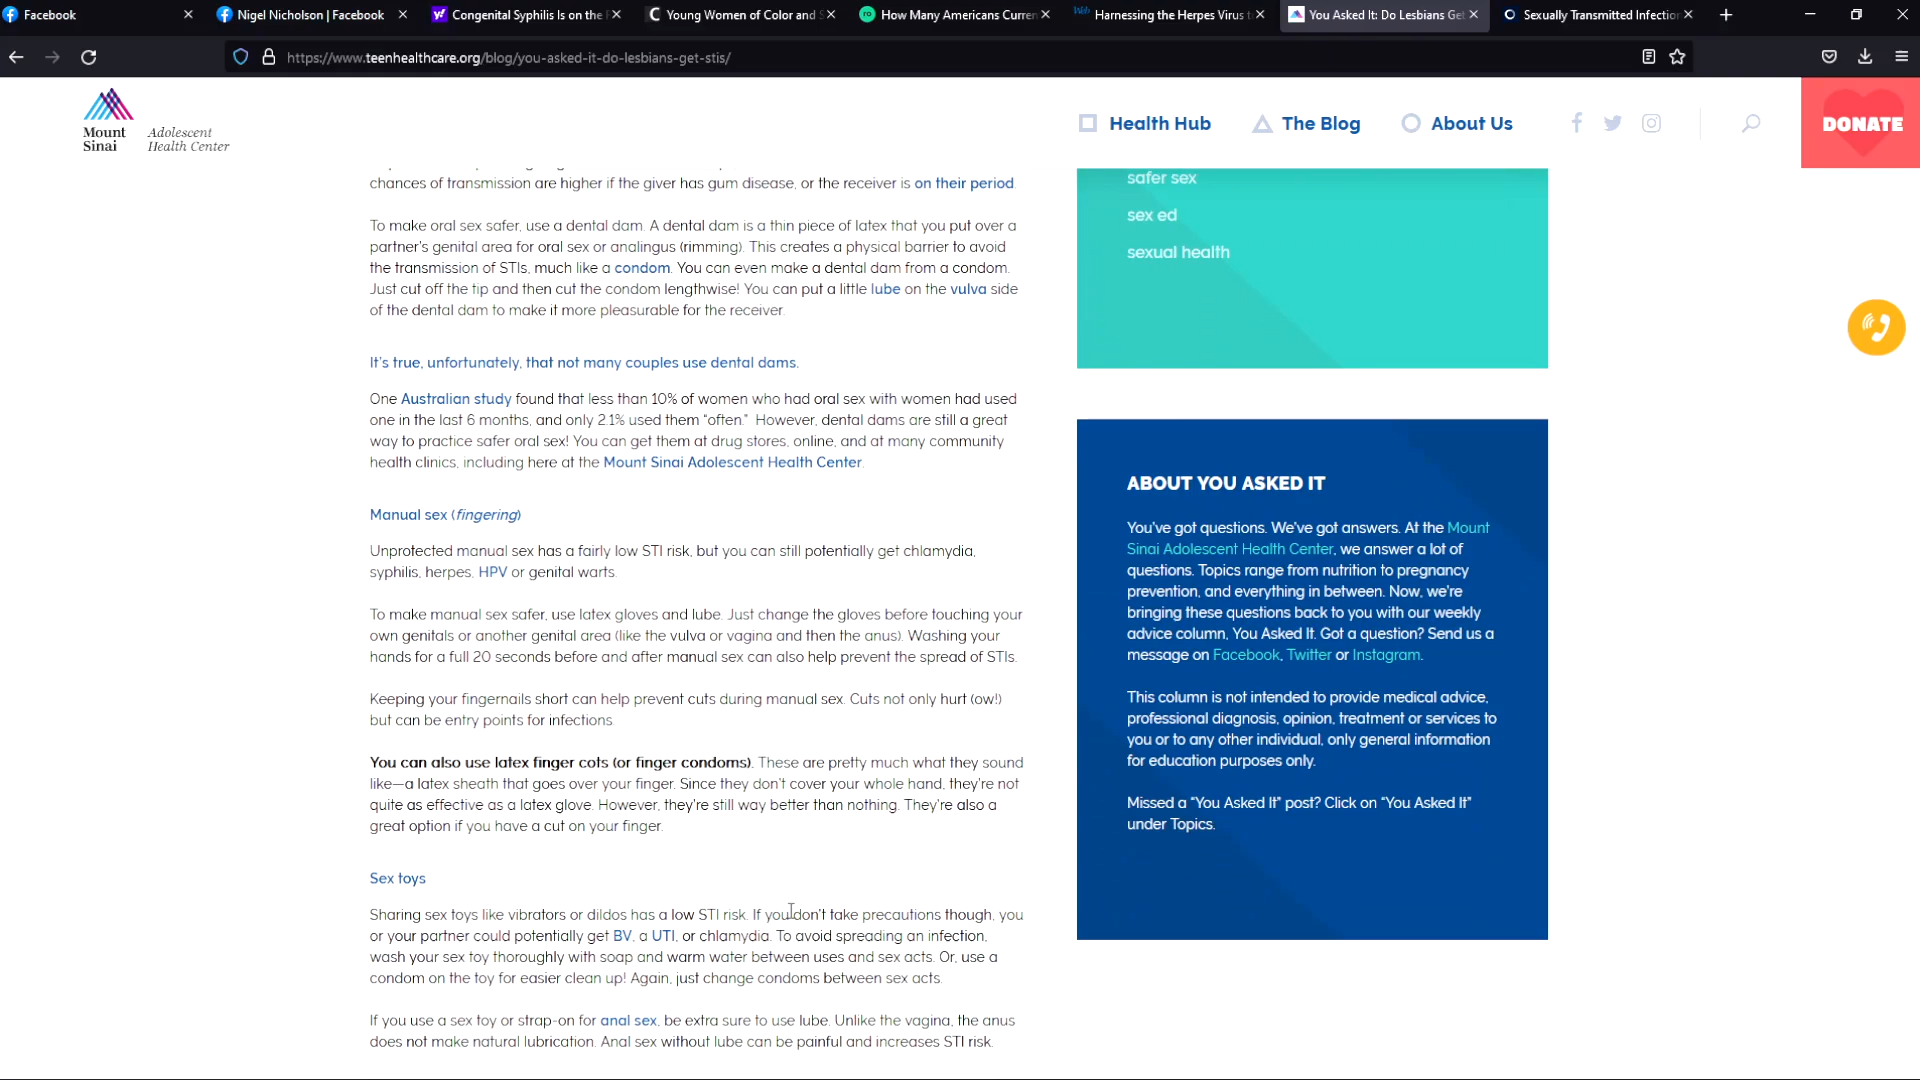 Facebook
Nigel Nicholson | Facebook
Congenital Syphilis Is on the
Young Women of Color and
How Many Americans Curren
Harnessing the Herpes Virus
You Asked It: Do Lesbians Get
Sexually Transmitted Infection
https://www.teenhealthcare.org/blog/you-asked-it-do-lesbians-get-stis/
Mount
Sinai
Adolescent
Health Center
Health Hub
The Blog
About Us
DONATE
chances of transmission are higher if the giver has gum disease, or the receiver is on their period.
To make oral sex safer, use a dental dam. A dental dam is a thin piece of latex that you put over a
partner's genital area for oral sex or analingus (rimming). This creates a physical barrier to avoid
the transmission of STIs, much like a condom. You can even make a dental dam from a condom.
Just cut off the tip and then cut the condom lengthwise! You can put a little lube on the vulva side
of the dental dam to make it more pleasurable for the receiver.
It's true, unfortunately, that not many couples use dental dams.
One Australian study found that less than 10% of women who had oral sex with women had used
one in the last 6 months, and only 2.1% used them “often.” However, dental dams are still a great
way to practice safer oral sex! You can get them at drug stores, online, and at many community
health clinics, including here at the Mount Sinai Adolescent Health Center.
Manual sex (fingering)
Unprotected manual sex has a fairly low STI risk, but you can still potentially get chlamydia,
syphilis, herpes, HPV or genital warts.
To make manual sex safer, use latex gloves and lube. Just change the gloves before touching your
own genitals or another genital area (like the vulva or vagina and then the anus). Washing your
hands for a full 20 seconds before and after manual sex can also help prevent the spread of STIs.
Keeping your fingernails short can help prevent cuts during manual sex. Cuts not only hurt (ow!)
but can be entry points for infections.
You can also use latex finger cots (or finger condoms). These are pretty much what they sound
like—a latex sheath that goes over your finger. Since they don't cover your whole hand, they're not
quite as effective as a latex glove. However, they're still way better than nothing. They're also a
great option if you have a cut on your finger.
Sex toys
Sharing sex toys like vibrators or dildos has a low STI risk. If you don't take precautions though, you
or your partner could potentially get BV, a UTI, or chlamydia. To avoid spreading an infection,
wash your sex toy thoroughly with soap and warm water between uses and sex acts. Or, use a
condom on the toy for easier clean up! Again, just change condoms between sex acts.
If you use a sex toy or strap-on for anal sex, be extra sure to use lube. Unlike the vagina, the anus
does not make natural lubrication. Anal sex without lube can be painful and increases STI risk.
safer sex
sex ed
sexual health
ABOUT YOU ASKED IT
You've got questions. We've got answers. At the Mount
Sinai Adolescent Health Center, we answer a lot of
questions. Topics range from nutrition to pregnancy
prevention, and everything in between. Now, we're
bringing these questions back to you with our weekly
advice column, You Asked It. Got a question? Send us a
message on Facebook, Twitter or Instagram.
This column is not intended to provide medical advice,
professional diagnosis, opinion, treatment or services to
you or to any other individual, only general information
for education purposes only.
Missed a “You Asked It” post? Click on “You Asked It”
under Topics.